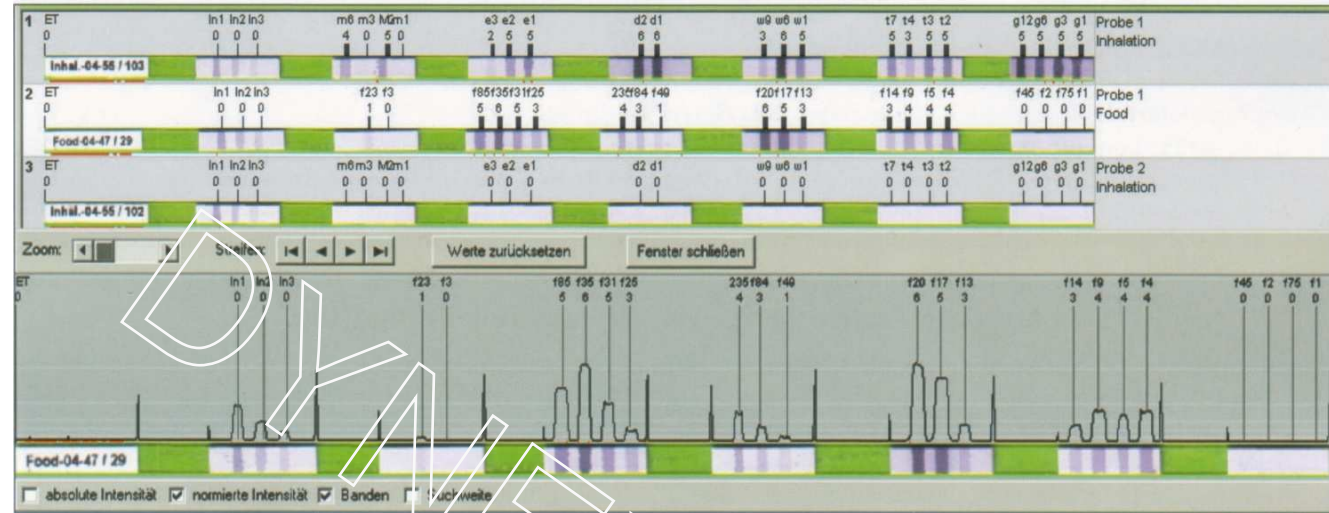 1 ET In1 In2 In3 m6 m3 M2m1 e3 e2 e1 d2 d1 w9 w6 w1 t7 t4 t3 t2 g12 g6 g3 g1 Probe 1
0 0 0 0 4 0 5 0 2 5 5 6 6 3 6 5 5 3 5 5 5 5 5 5 Inhalation
Inhal.-04-55 / 103
2 ET In1 In2 In3 f23 f3 f85 f35 f31 f25 235 f84 f49 f20 f17 f13 f14 f9 f5 f4 f45 f2 f75 f1 Probe 1
0 0 0 0 1 0 5 6 5 3 4 3 1 6 5 3 3 4 4 4 0 0 0 0 Food
Food-04-47 / 29
3 ET In1 In2 In3 m6 m3 M2m1 e3 e2 e1 d2 d1 w9 w6 w1 t7 t4 t3 t2 g12 g6 g3 g1 Probe 2
0 0 0 0 0 0 0 0 0 0 0 0 0 0 0 0 0 0 0 0 0 0 0 0 Inhalation
Inhal.-04-55 / 102
Zoom: Streifen: Werte zurücksetzen Fenster schließen
ET In1 In2 In3 f23 f3 f85 f35 f31 f25 235 f84 f49 f20 f17 f13 f14 f9 f5 f4 f45 f2 f75 f1
0 0 0 0 1 0 5 6 5 3 4 3 1 6 5 3 3 4 4 4 0 0 0 0
Food-04-47 / 29
absolute Intensität normierte Intensität Banden Suchweite